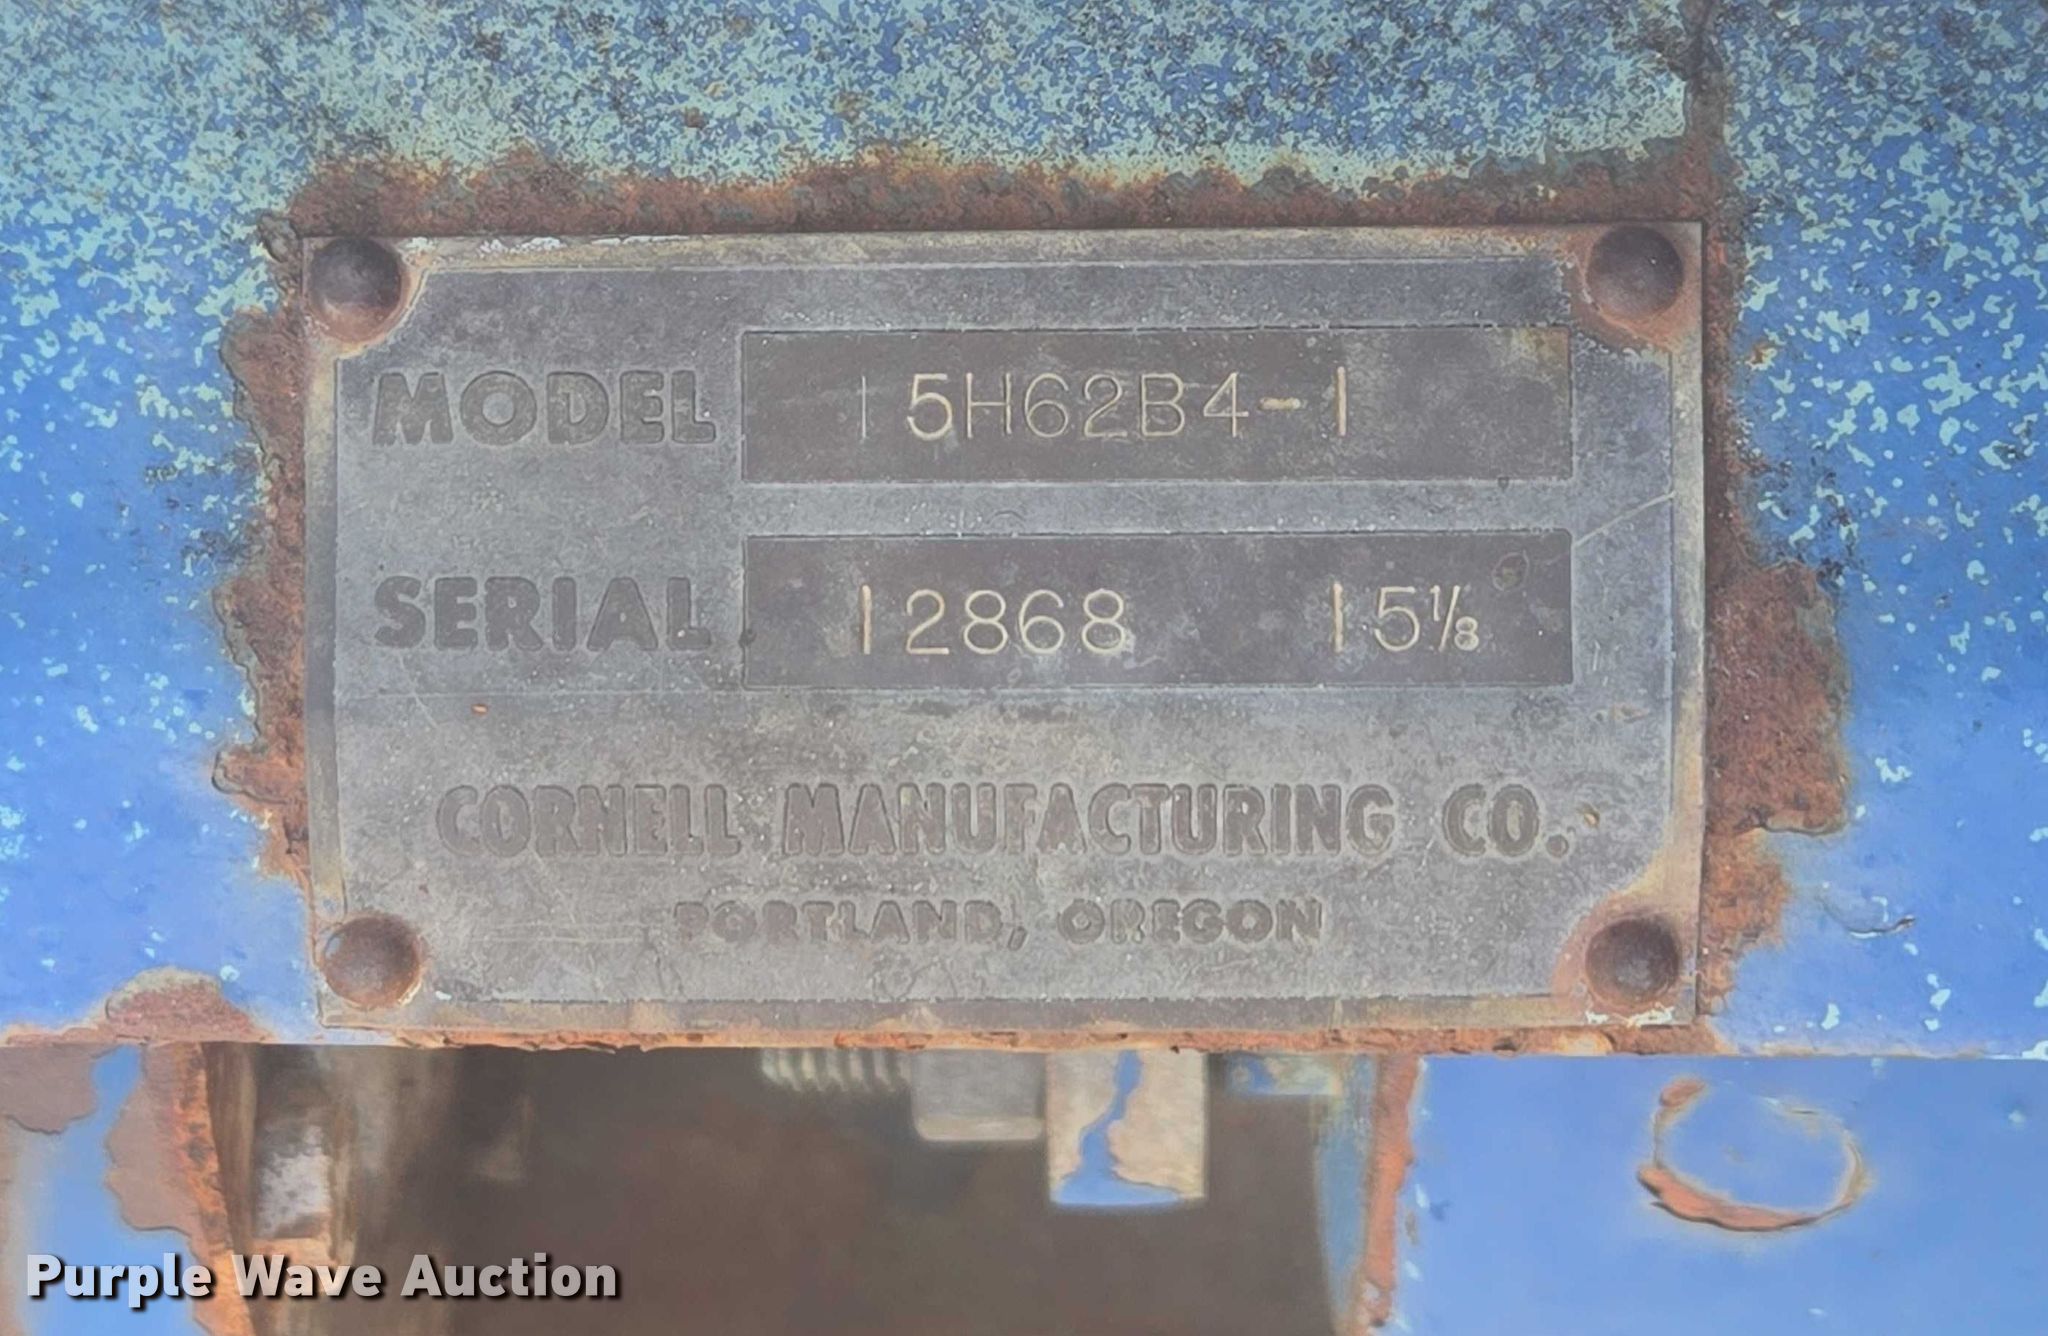 MODEL 15H62B4-1
SERIAL 12868 15⅛
CORNELL MANUFACTURING CO.
PORTLAND, OREGON
Purple Wave Auction